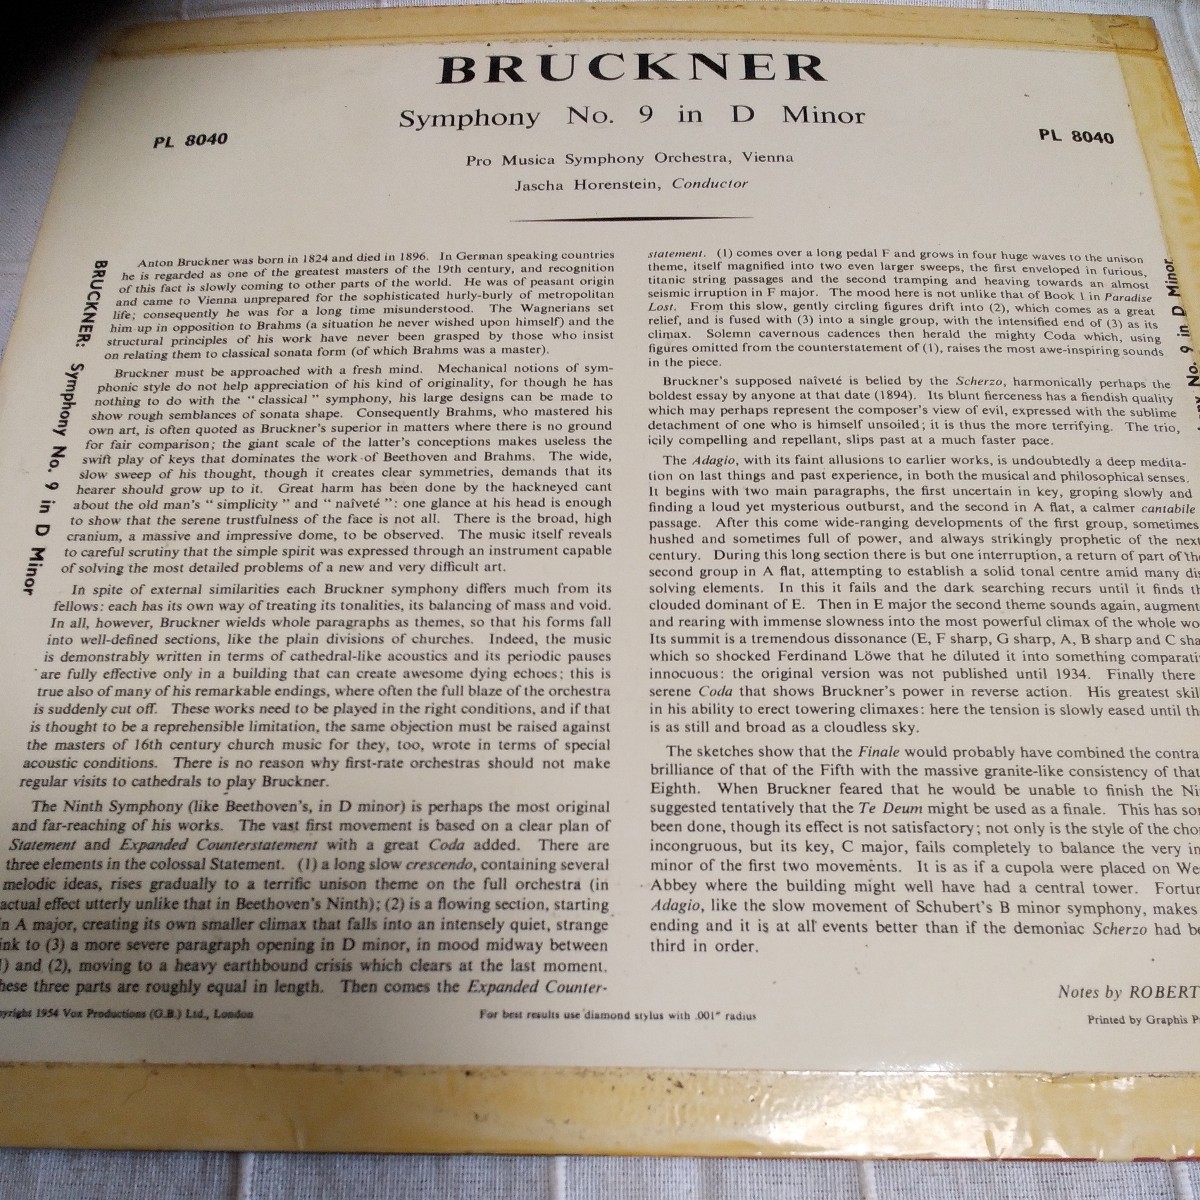 BRUCKNER
Symphony No. 9 in D Minor
PL 8040
PL 8040
Pro Musica Symphony Orchestra, Vienna
Jascha Horenstein, Conductor
BRUCKNER: Symphony No. 9 in D Minor
Anton Bruckner was born in 1824 and died in 1896. In German speaking countries
he is regarded as one of the greatest masters of the 19th century, and recognition
of this fact is slowly coming to other parts of the world. He was of peasant origin
and came to Vienna unprepared for the sophisticated hurly-burly of metropolitan
life; consequently he was for a long time misunderstood. The Wagnerians set
him up in opposition to Brahms (a situation he never wished upon himself) and the
structural principles of his work have never been grasped by those who insist
on relating them to classical sonata form (of which Brahms was a master).
Bruckner must be approached with a fresh mind. Mechanical notions of sym-
phonic style do not help appreciation of his kind of originality, for though he has
nothing to do with the "classical" symphony, his large designs can be made to
show rough semblances of sonata shape. Consequently Brahms, who mastered his
own art, is often quoted as Bruckner's superior in matters where there is no ground
for fair comparison; the giant scale of the latter's conceptions makes useless the
swift play of keys that dominates the work of Beethoven and Brahms. The wide,
slow sweep of his thought, though it creates clear symmetries, demands that its
hearer should grow up to it. Great harm has been done by the hackneyed cant
about the old man's "simplicity" and "naïveté": one glance at his head is enough
to show that the serene trustfulness of the face is not all. There is the broad, high
cranium, a massive and impressive dome, to be observed. The music itself reveals
to careful scrutiny that the simple spirit was expressed through an instrument capable
of solving the most detailed problems of a new and very difficult art.
In spite of external similarities each Bruckner symphony differs much from its
fellows: each has its own way of treating its tonalities, its balancing of mass and void.
In all, however, Bruckner wields whole paragraphs as themes, so that his forms fall
into well-defined sections, like the plain divisions of churches. Indeed, the music
is demonstrably written in terms of cathedral-like acoustics and its periodic pauses
are fully effective only in a building that can create awesome dying echoes; this is
true also of many of his remarkable endings, where often the full blaze of the orchestra
is suddenly cut off. These works need to be played in the right conditions, and if that
is thought to be a reprehensible limitation, the same objection must be raised against
the masters of 16th century church music for they, too, wrote in terms of special
acoustic conditions. There is no reason why first-rate orchestras should not make
regular visits to cathedrals to play Bruckner.
The Ninth Symphony (like Beethoven's, in D minor) is perhaps the most original
and far-reaching of his works. The vast first movement is based on a clear plan of
Statement and Expanded Counterstatement with a great Coda added. There are
three elements in the colossal Statement. (1) a long slow crescendo, containing several
melodic ideas, rises gradually to a terrific unison theme on the full orchestra (in
actual effect utterly unlike that in Beethoven's Ninth); (2) is a flowing section, starting
n A major, creating its own smaller climax that falls into an intensely quiet, strange
ink to (3) a more severe paragraph opening in D minor, in mood midway between
) and (2), moving to a heavy earthbound crisis which clears at the last moment.
hese three parts are roughly equal in length. Then comes the Expanded Counter-
statement. (1) comes over a long pedal F and grows in four huge waves to the unison
theme, itself magnified into two even larger sweeps, the first enveloped in furious,
titanic string passages and the second tramping and heaving towards an almost
seismic irruption in F major. The mood here is not unlike that of Book 1 in Paradise
Lost. From this slow, gently circling figures drift into (2), which comes as a great
relief, and is fused with (3) into a single group, with the intensified end of (3) as its
climax. Solemn cavernous cadences then herald the mighty Coda which, using
figures omitted from the counterstatement of (1), raises the most awe-inspiring sounds
in the piece.
Bruckner's supposed naïveté is belied by the Scherzo, harmonically perhaps the
boldest essay by anyone at that date (1894). Its blunt fierceness has a fiendish quality
which may perhaps represent the composer's view of evil, expressed with the sublime
detachment of one who is himself unsoiled; it is thus the more terrifying. The trio,
icily compelling and repellant, slips past at a much faster pace.
The Adagio, with its faint allusions to earlier works, is undoubtedly a deep medita-
tion on last things and past experience, in both the musical and philosophical senses.
It begins with two main paragraphs, the first uncertain in key, groping slowly and
finding a loud yet mysterious outburst, and the second in A flat, a calmer cantabile
passage. After this come wide-ranging developments of the first group, sometimes
hushed and sometimes full of power, and always strikingly prophetic of the next
century. During this long section there is but one interruption, a return of part of the
second group in A flat, attempting to establish a solid tonal centre amid many dis
solving elements. In this it fails and the dark searching recurs until it finds th
clouded dominant of E. Then in E major the second theme sounds again, augment
and rearing with immense slowness into the most powerful climax of the whole wo
Its summit is a tremendous dissonance (E, F sharp, G sharp, A, B sharp and C sha
which so shocked Ferdinand Löwe that he diluted it into something comparati
innocuous: the original version was not published until 1934. Finally there
serene Coda that shows Bruckner's power in reverse action. His greatest skil
in his ability to erect towering climaxes: here the tension is slowly eased until th
is as still and broad as a cloudless sky.
The sketches show that the Finale would probably have combined the contra
brilliance of that of the Fifth with the massive granite-like consistency of that
Eighth. When Bruckner feared that he would be unable to finish the Ni
suggested tentatively that the Te Deum might be used as a finale. This has so
been done, though its effect is not satisfactory; not only is the style of the cho
incongruous, but its key, C major, fails completely to balance the very in
minor of the first two movements. It is as if a cupola were placed on We
Abbey where the building might well have had a central tower. Fortu
Adagio, like the slow movement of Schubert's B minor symphony, makes
ending and it is at all events better than if the demoniac Scherzo had b
third in order.
No. 9 in D Minor
Notes by ROBERT
yright 1954 Vox Productions (G.B.) Ltd., London
For best results use diamond stylus with .001" radius
Printed by Graphis P